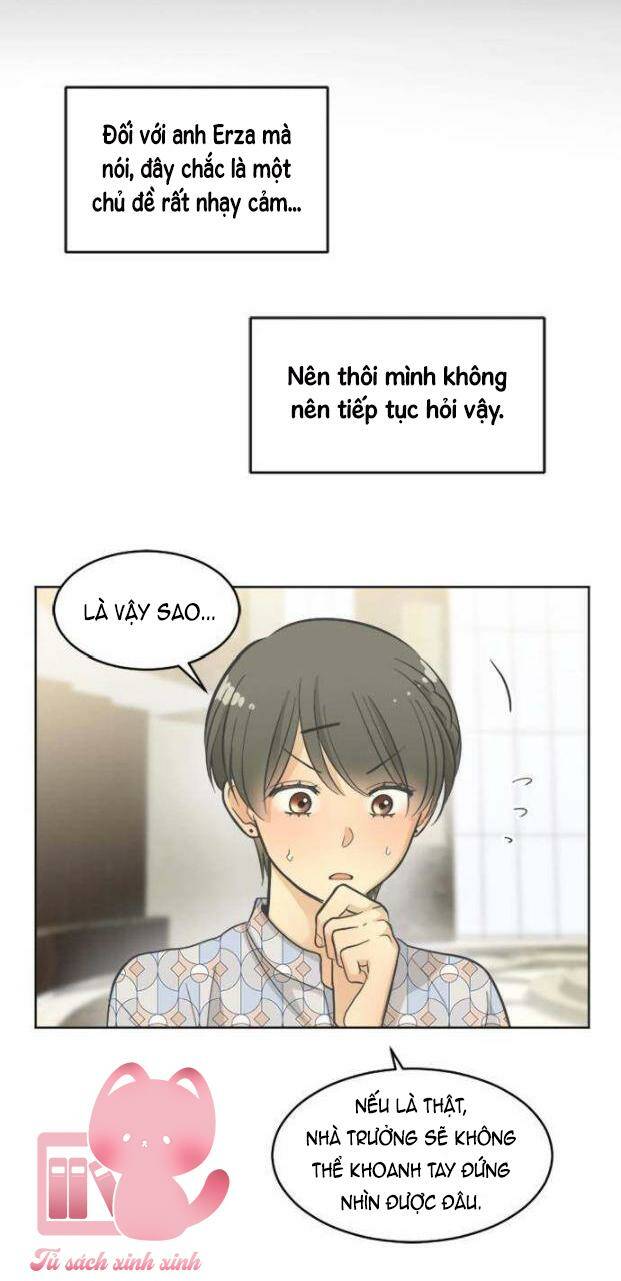 Đối với anh Erza mà
nói, đây chắc là một
chủ đề rất nhạy cảm...
Nên thôi mình không
nên tiếp tục hỏi vậy.
LÀ VẬY SAO...
NẾU LÀ THẬT,
NHÀ TRƯỞNG SẼ KHÔNG
THỂ KHOANH TAY ĐỨNG
NHÌN ĐƯỢC ĐÂU.
Tủ sách xinh xinh